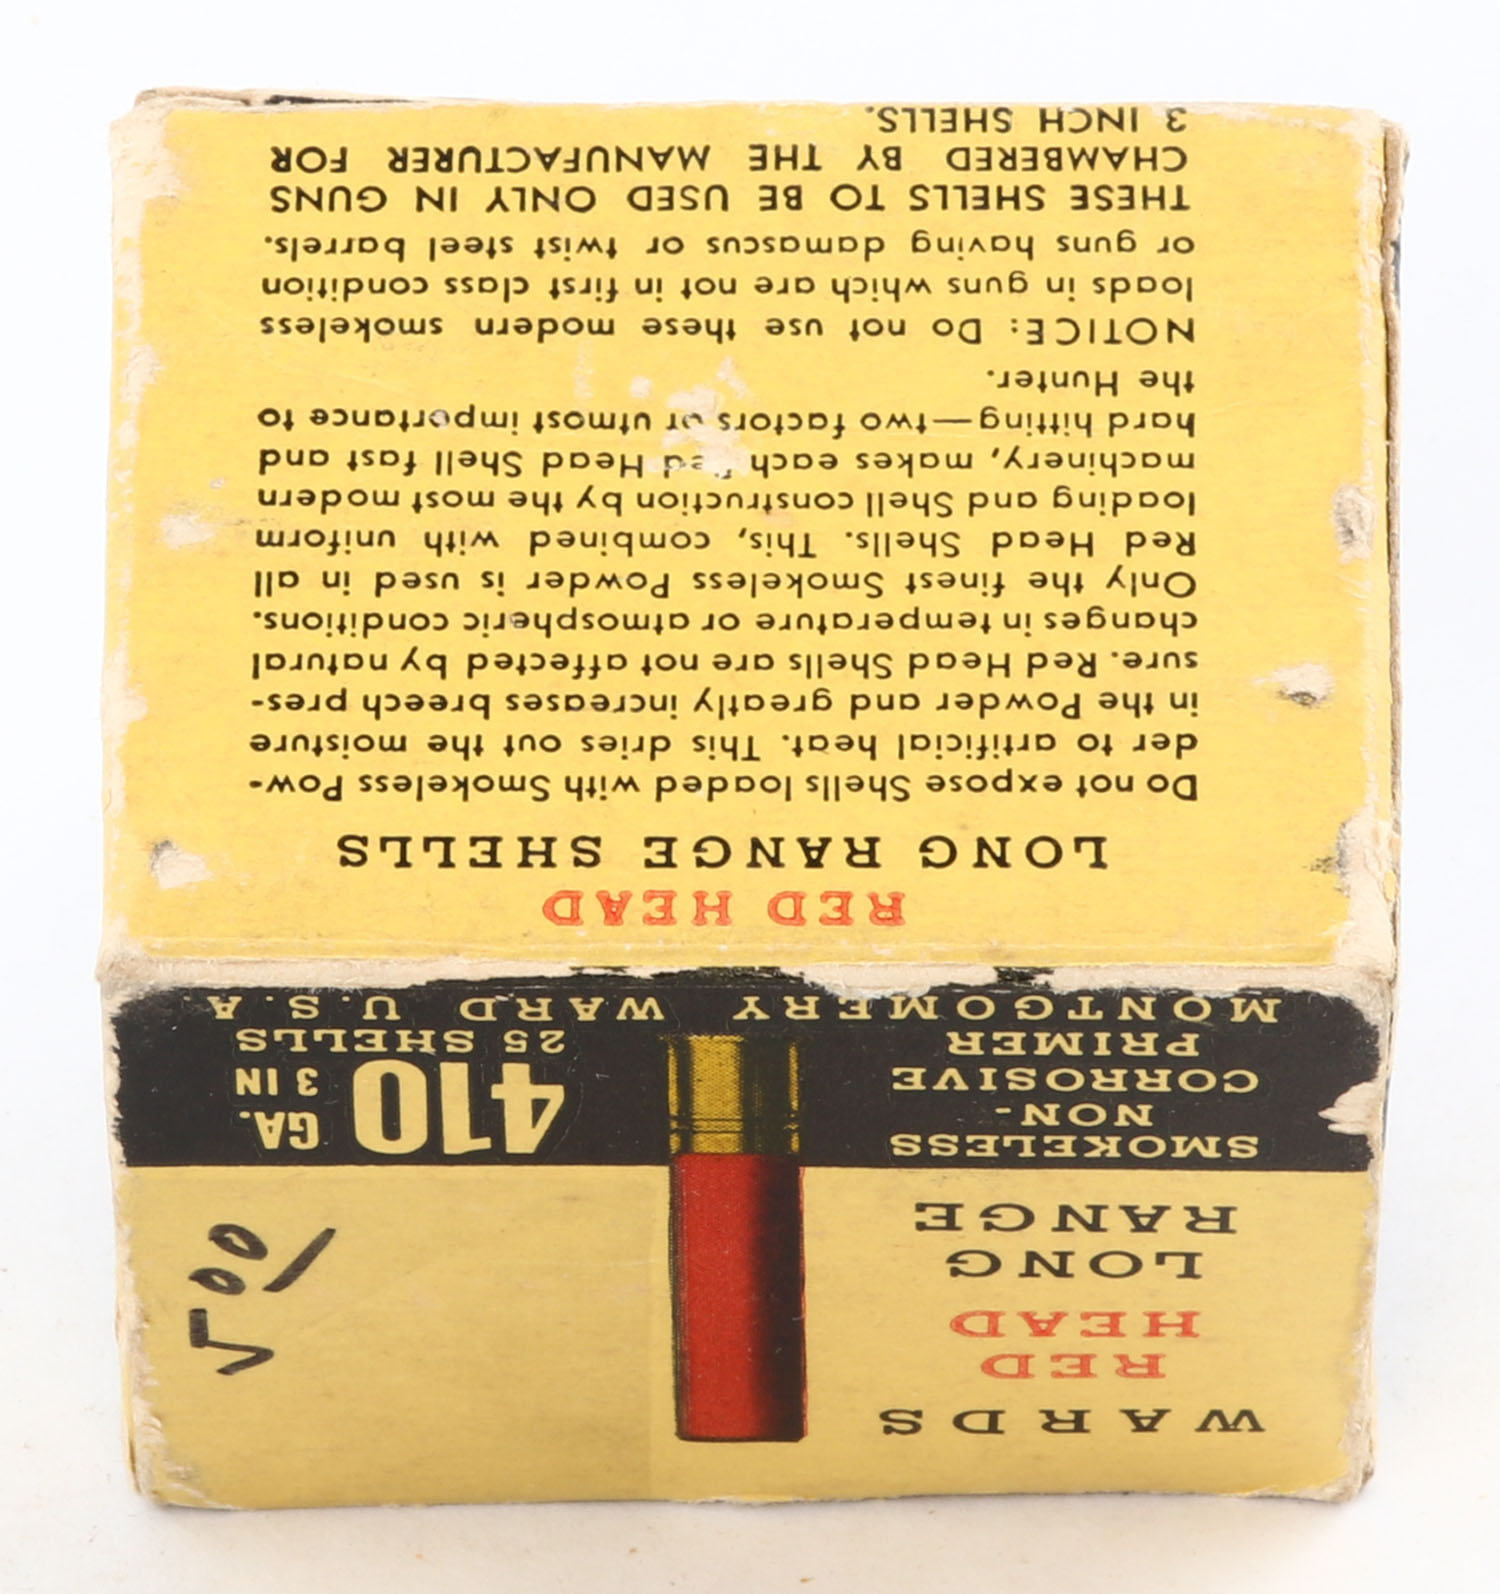 WARDS
RED
HEAD
LONG
RANGE
SMOKELESS
NON-
CORROSIVE
PRIMER
MONTGOMERY WARD U.S.A
410 GA.
3 IN
25 SHELLS
500/
RED HEAD
LONG RANGE SHELLS
Do not expose Shells loaded with Smokeless Pow-
der to artificial heat. This dries out the moisture
in the Powder and greatly increases breech pres-
sure. Red Head Shells are not affected by natural
changes in temperature or atmospheric conditions.
Only the finest Smokeless Powder is used in all
Red Head Shells. This, combined with uniform
loading and Shell construction by the most modern
machinery, makes each Red Head Shell fast and
hard hitting—two factors of utmost importance to
the Hunter.
NOTICE: Do not use these modern smokeless
loads in guns which are not in first class condition
or guns having damascus or twist steel barrels.
THESE SHELLS TO BE USED ONLY IN GUNS
CHAMBERED BY THE MANUFACTURER FOR
3 INCH SHELLS.